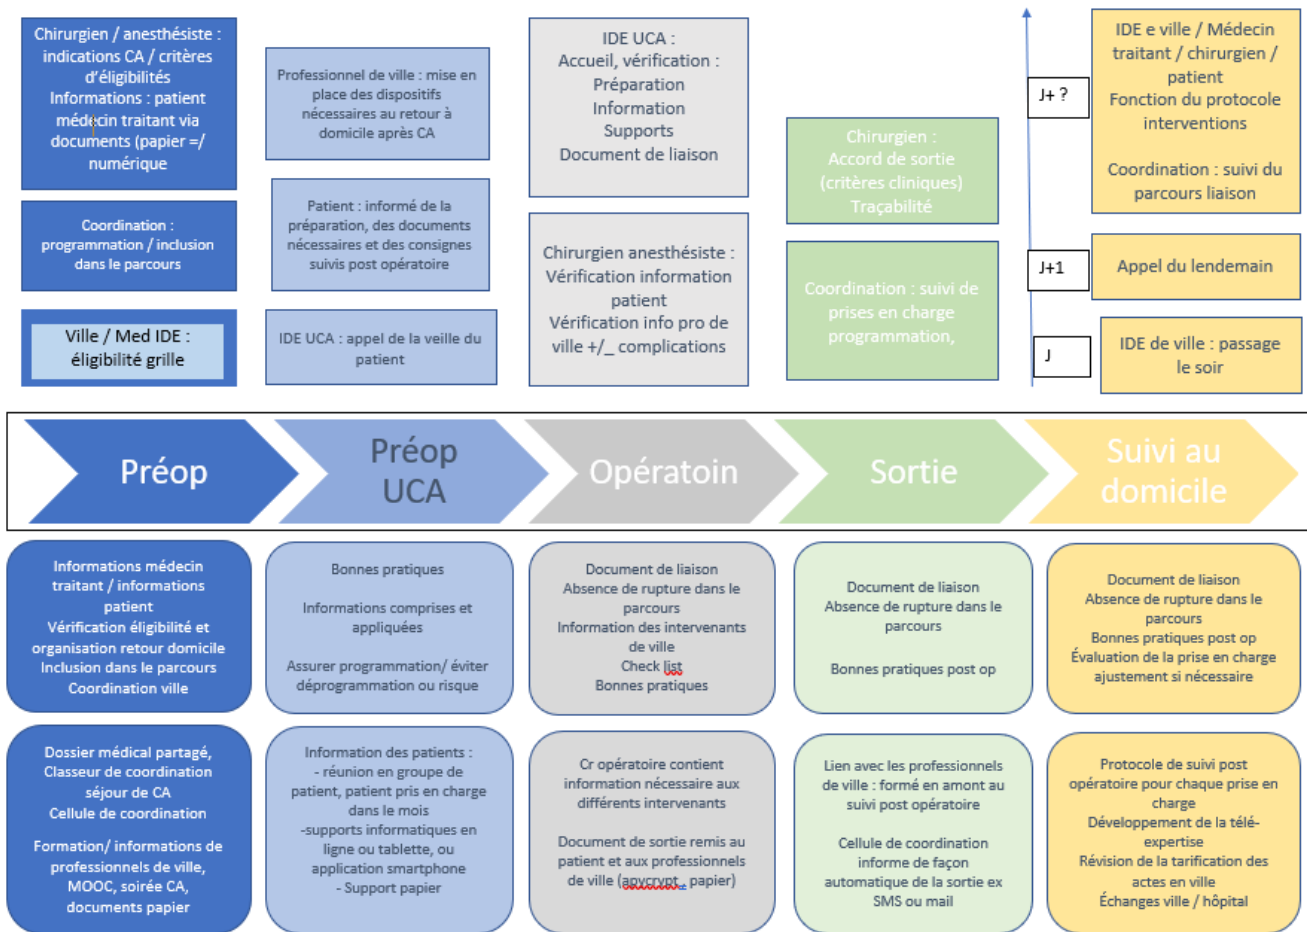 Chirurgien / anesthésiste :
indications CA / critères
d'éligibilités
Informations : patient
médecin traitant via
documents (papier =/
numérique
Coordination :
programmation / inclusion
dans le parcours
Ville / Med IDE :
éligibilité grille
Professionnel de ville : mise en
place des dispositifs
nécessaires au retour à
domicile après CA
Patient : informé de la
préparation, des documents
nécessaires et des consignes
suivis post opératoire
IDE UCA : appel de la veille du
patient
IDE UCA :
Accueil, vérification :
Préparation
Information
Supports
Document de liaison
Chirurgien anesthésiste :
Vérification information
patient
Vérification info pro de
ville +/_ complications
Chirurgien :
Accord de sortie
(critères cliniques)
Traçabilité
Coordination : suivi de
prises en charge
programmation,
J+ ?
J+1
J
IDE e ville / Médecin
traitant / chirurgien /
patient
Fonction du protocole
interventions
Coordination : suivi du
parcours liaison
Appel du lendemain
IDE de ville : passage
le soir
Préop
Préop
UCA
Opératoin
Sortie
Suivi au
domicile
Informations médecin
traitant / informations
patient
Vérification éligibilité et
organisation retour domicile
Inclusion dans le parcours
Coordination ville
Bonnes pratiques
Informations comprises et
appliquées
Assurer programmation/ éviter
déprogrammation ou risque
Document de liaison
Absence de rupture dans le
parcours
Information des intervenants
de ville
Check list
Bonnes pratiques
Document de liaison
Absence de rupture dans le
parcours
Bonnes pratiques post op
Document de liaison
Absence de rupture dans le
parcours
Bonnes pratiques post op
Évaluation de la prise en charge
ajustement si nécessaire
Dossier médical partagé,
Classeur de coordination
séjour de CA
Cellule de coordination
Formation/ informations de
professionnels de ville,
MOOC, soirée CA,
documents papier
Information des patients :
- réunion en groupe de
patient, patient pris en charge
dans le mois
-supports informatiques en
ligne ou tablette, ou
application smartphone
- Support papier
Cr opératoire contient
information nécessaire aux
différents intervenants
Document de sortie remis au
patient et aux professionnels
de ville (apycrypt , papier)
Lien avec les professionnels
de ville : formé en amont au
suivi post opératoire
Cellule de coordination
informe de façon
automatique de la sortie ex
SMS ou mail
Protocole de suivi post
opératoire pour chaque prise en
charge
Développement de la télé-
expertise
Révision de la tarification des
actes en ville
Échanges ville / hôpital